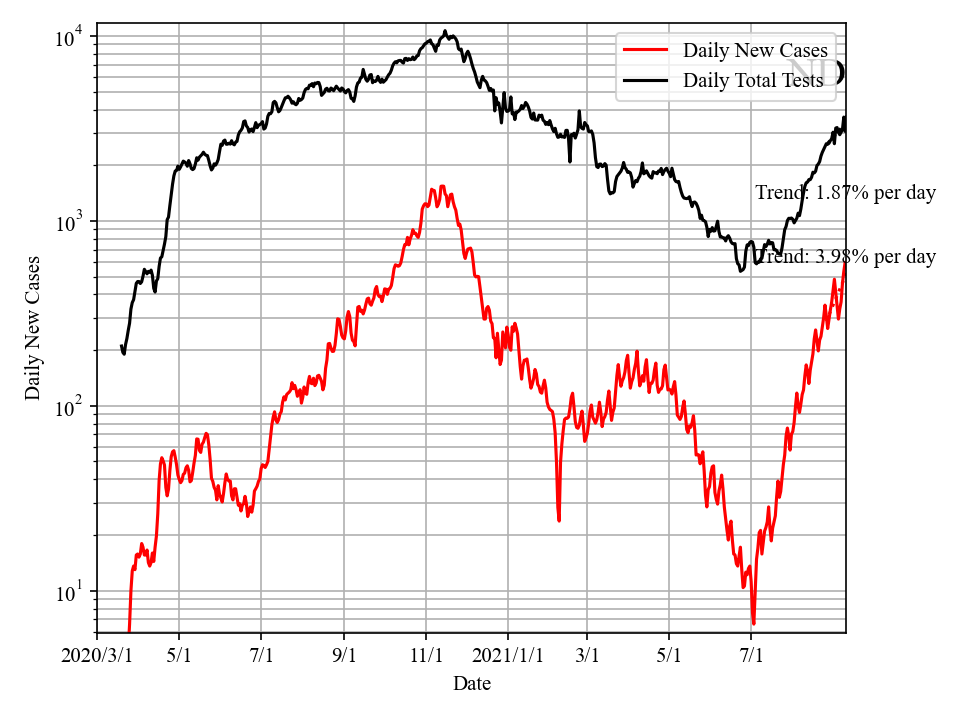 Daily New Cases
Daily Total Tests
ND
10^4
10^3
10^2
10^1
Trend: 1.87% per day
Trend: 3.98% per day
Daily New Cases
2020/3/1 5/1 7/1 9/1 11/1 2021/1/1 3/1 5/1 7/1
Date